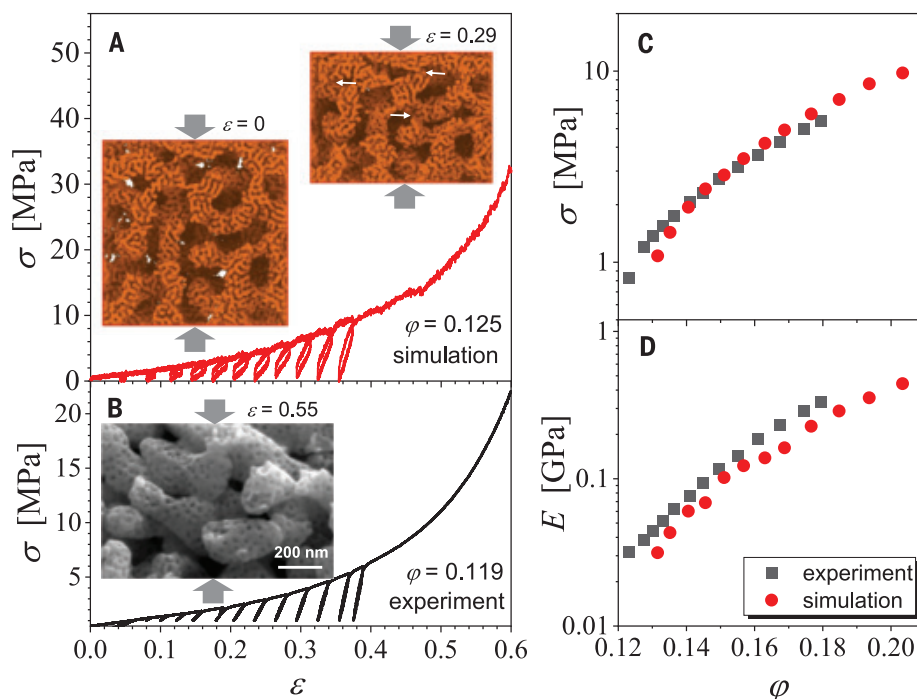 A
50
40
30
20
10
0
σ [MPa]
ε = 0
ε = 0.29
φ = 0.125
simulation
B
20
15
10
5
σ [MPa]
ε = 0.55
200 nm
φ = 0.119
experiment
0.0 0.1 0.2 0.3 0.4 0.5 0.6
ε
C
10
1
σ [MPa]
D
1
0.1
0.01
E [GPa]
experiment
simulation
0.12 0.14 0.16 0.18 0.20
φ